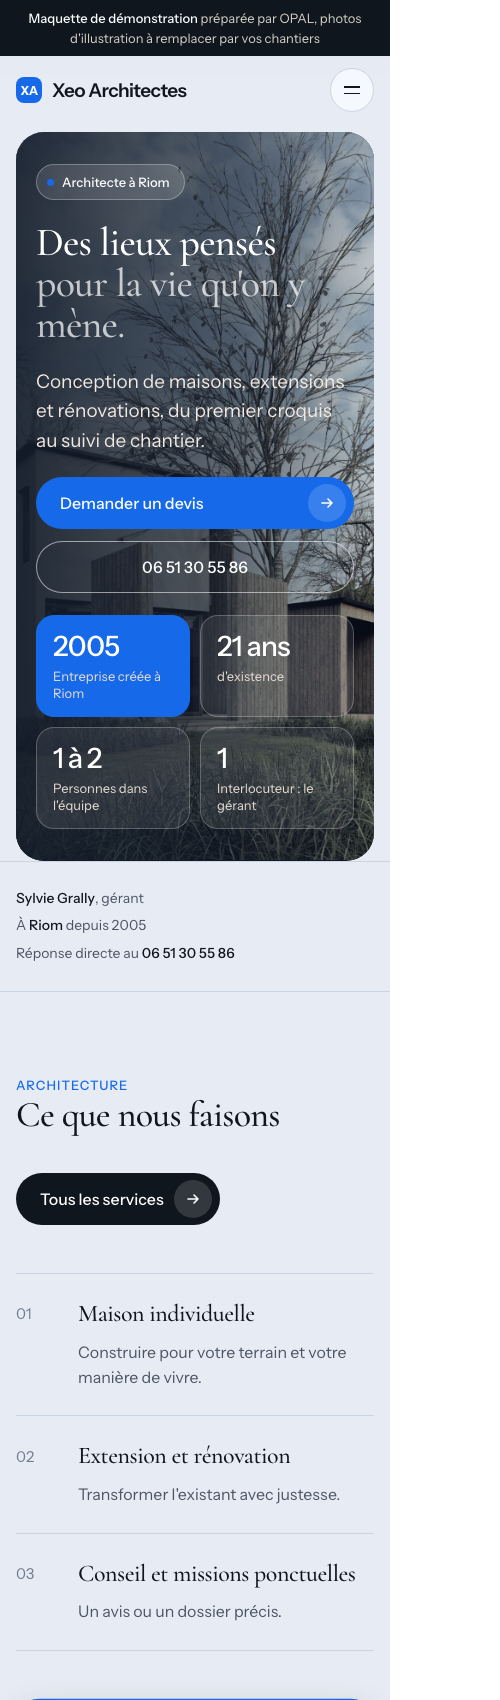 Maquette de démonstration préparée par OPAL, photos
d'illustration à remplacer par vos chantiers
XA Xeo Architectes
Architecte à Riom
Des lieux pensés
pour la vie qu'on y
mène.
Conception de maisons, extensions
et rénovations, du premier croquis
au suivi de chantier.
Demander un devis
06 51 30 55 86
2005
Entreprise créée à
Riom
21 ans
d'existence
1 à 2
Personnes dans
l'équipe
1
Interlocuteur : le
gérant
Sylvie Grally, gérant
À Riom depuis 2005
Réponse directe au 06 51 30 55 86
ARCHITECTURE
Ce que nous faisons
Tous les services
01 Maison individuelle
Construire pour votre terrain et votre
manière de vivre.
02 Extension et rénovation
Transformer l'existant avec justesse.
03 Conseil et missions ponctuelles
Un avis ou un dossier précis.